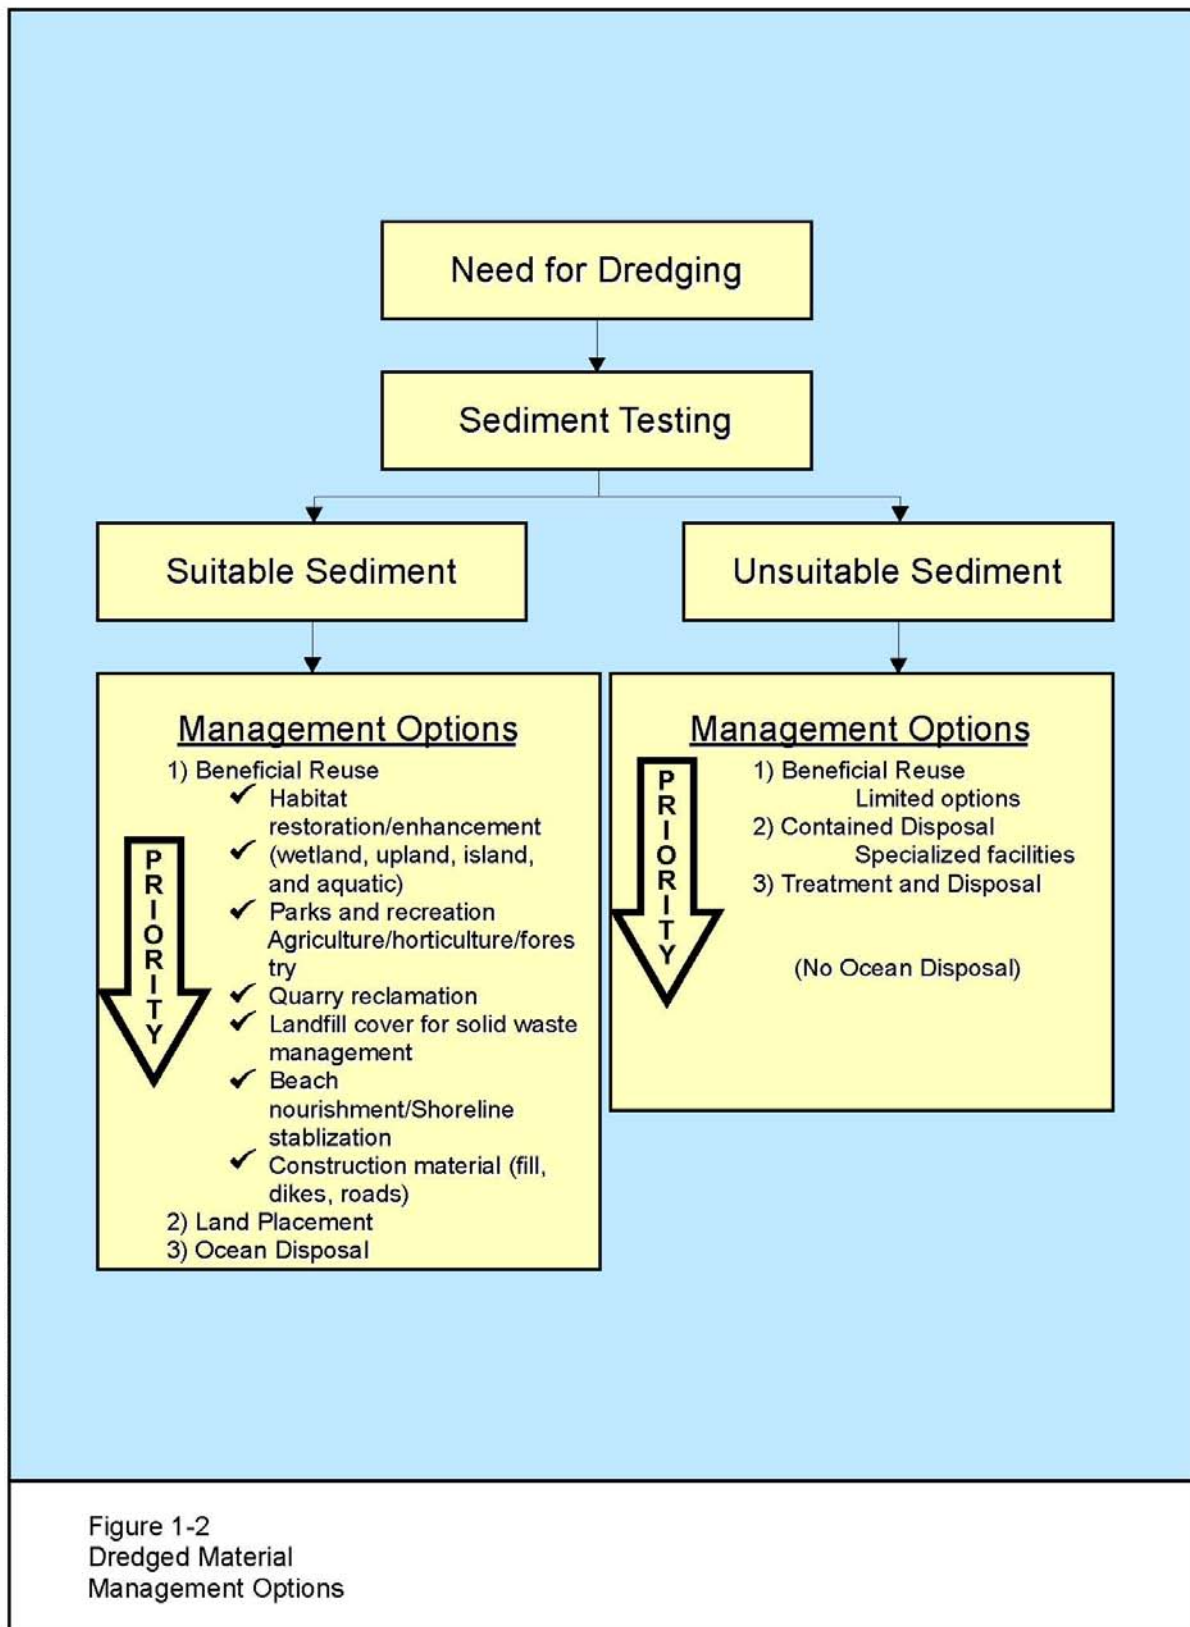 Need for Dredging
Sediment Testing
Suitable Sediment
Unsuitable Sediment
Management Options
PRIORITY
1) Beneficial Reuse
✓ Habitat
restoration/enhancement
✓ (wetland, upland, island,
and aquatic)
✓ Parks and recreation
Agriculture/horticulture/fores
try
✓ Quarry reclamation
✓ Landfill cover for solid waste
management
✓ Beach
nourishment/Shoreline
stablization
✓ Construction material (fill,
dikes, roads)
2) Land Placement
3) Ocean Disposal
Management Options
PRIORITY
1) Beneficial Reuse
Limited options
2) Contained Disposal
Specialized facilities
3) Treatment and Disposal
(No Ocean Disposal)
Figure 1-2
Dredged Material
Management Options